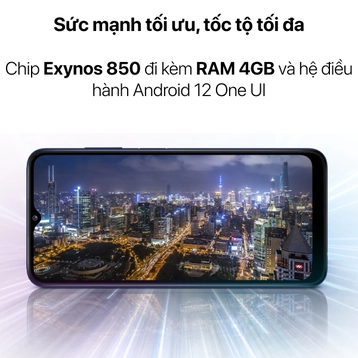 Sức mạnh tối ưu, tốc tộ tối đa
Chip Exynos 850 đi kèm RAM 4GB và hệ điều
hành Android 12 One UI